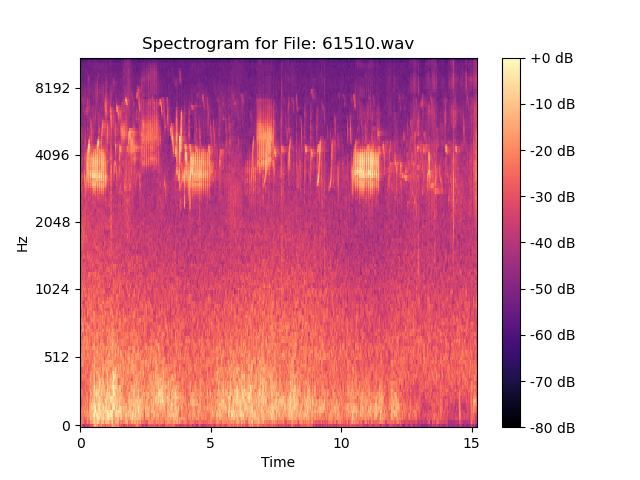 Spectrogram for File: 61510.wav
8192
4096
2048
1024
512
0
Hz
0 5 10 15
Time
+0 dB
-10 dB
-20 dB
-30 dB
-40 dB
-50 dB
-60 dB
-70 dB
-80 dB